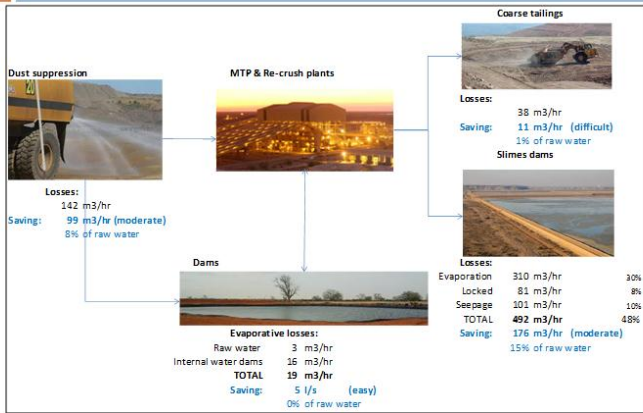 Dust suppression
20
Losses:
142 m3/hr
Saving: 99 m3/hr (moderate)
8% of raw water
MTP & Re-crush plants
Dams
Evaporative losses:
Raw water 3 m3/hr
Internal water dams 16 m3/hr
TOTAL 19 m3/hr
Saving: 5 l/s (easy)
0% of raw water
Coarse tailings
Losses:
38 m3/hr
Saving: 11 m3/hr (difficult)
1% of raw water
Slimes dams
Losses:
Evaporation 310 m3/hr 30%
Locked 81 m3/hr 8%
Seepage 101 m3/hr 10%
TOTAL 492 m3/hr 48%
Saving: 176 m3/hr (moderate)
15% of raw water